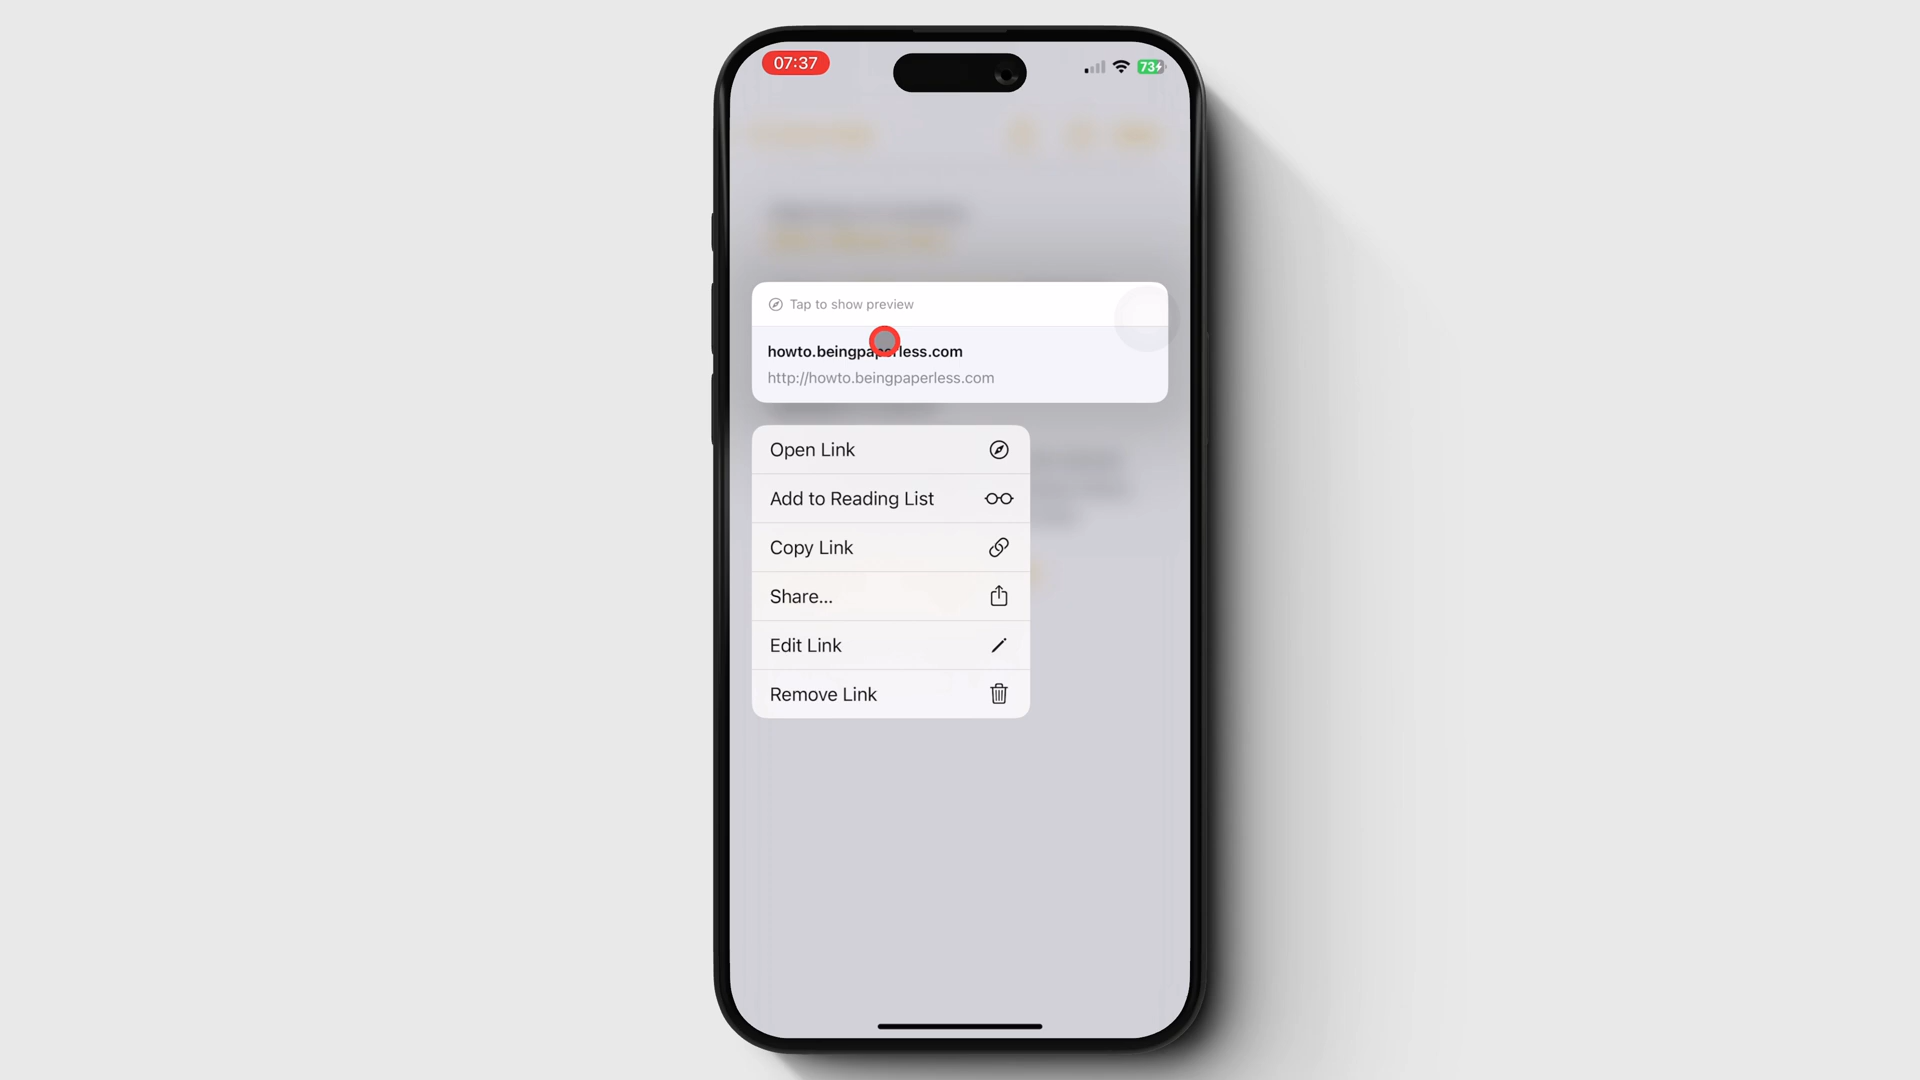 07:37
73
Tap to show preview
howto.beingpaperless.com
http://howto.beingpaperless.com
Open Link
Add to Reading List
Copy Link
Share...
Edit Link
Remove Link